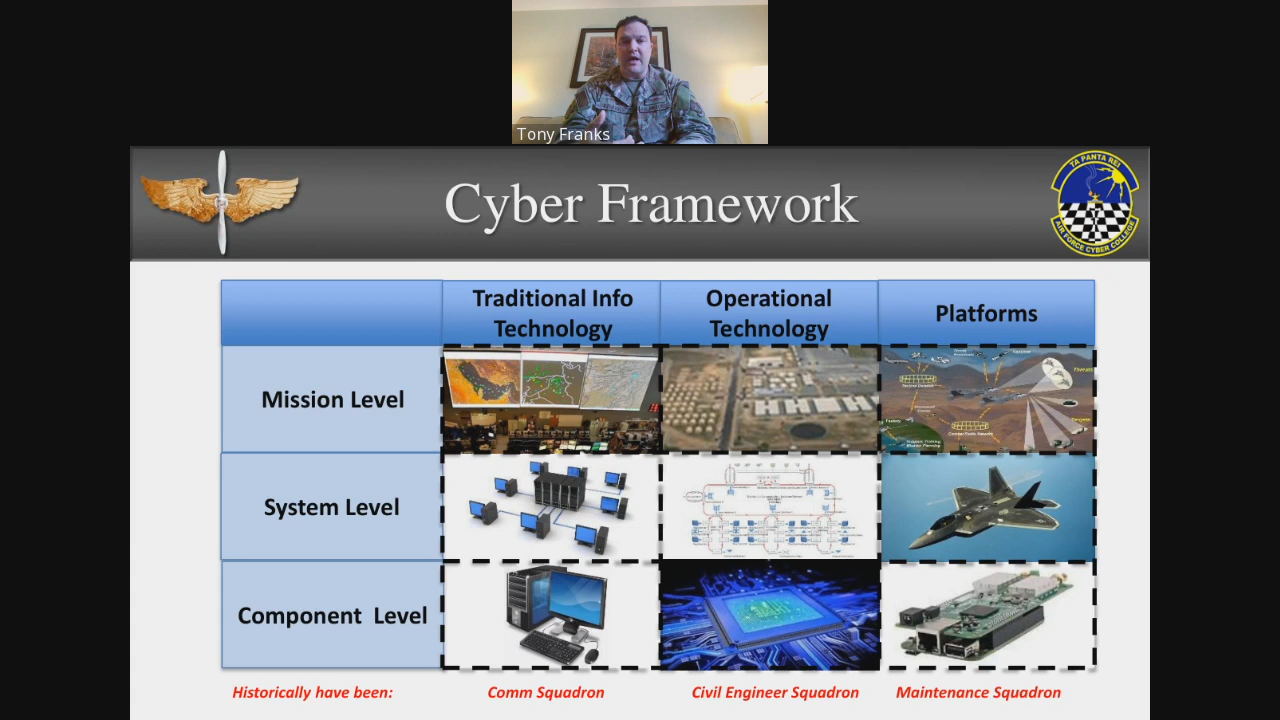 Tony Franks
Cyber Framework
TA PANTA REI
AIR FORCE CYBER COLLEGE
Traditional Info
Technology
Operational
Technology
Platforms
Mission Level
System Level
Component Level
Historically have been:
Comm Squadron
Civil Engineer Squadron
Maintenance Squadron